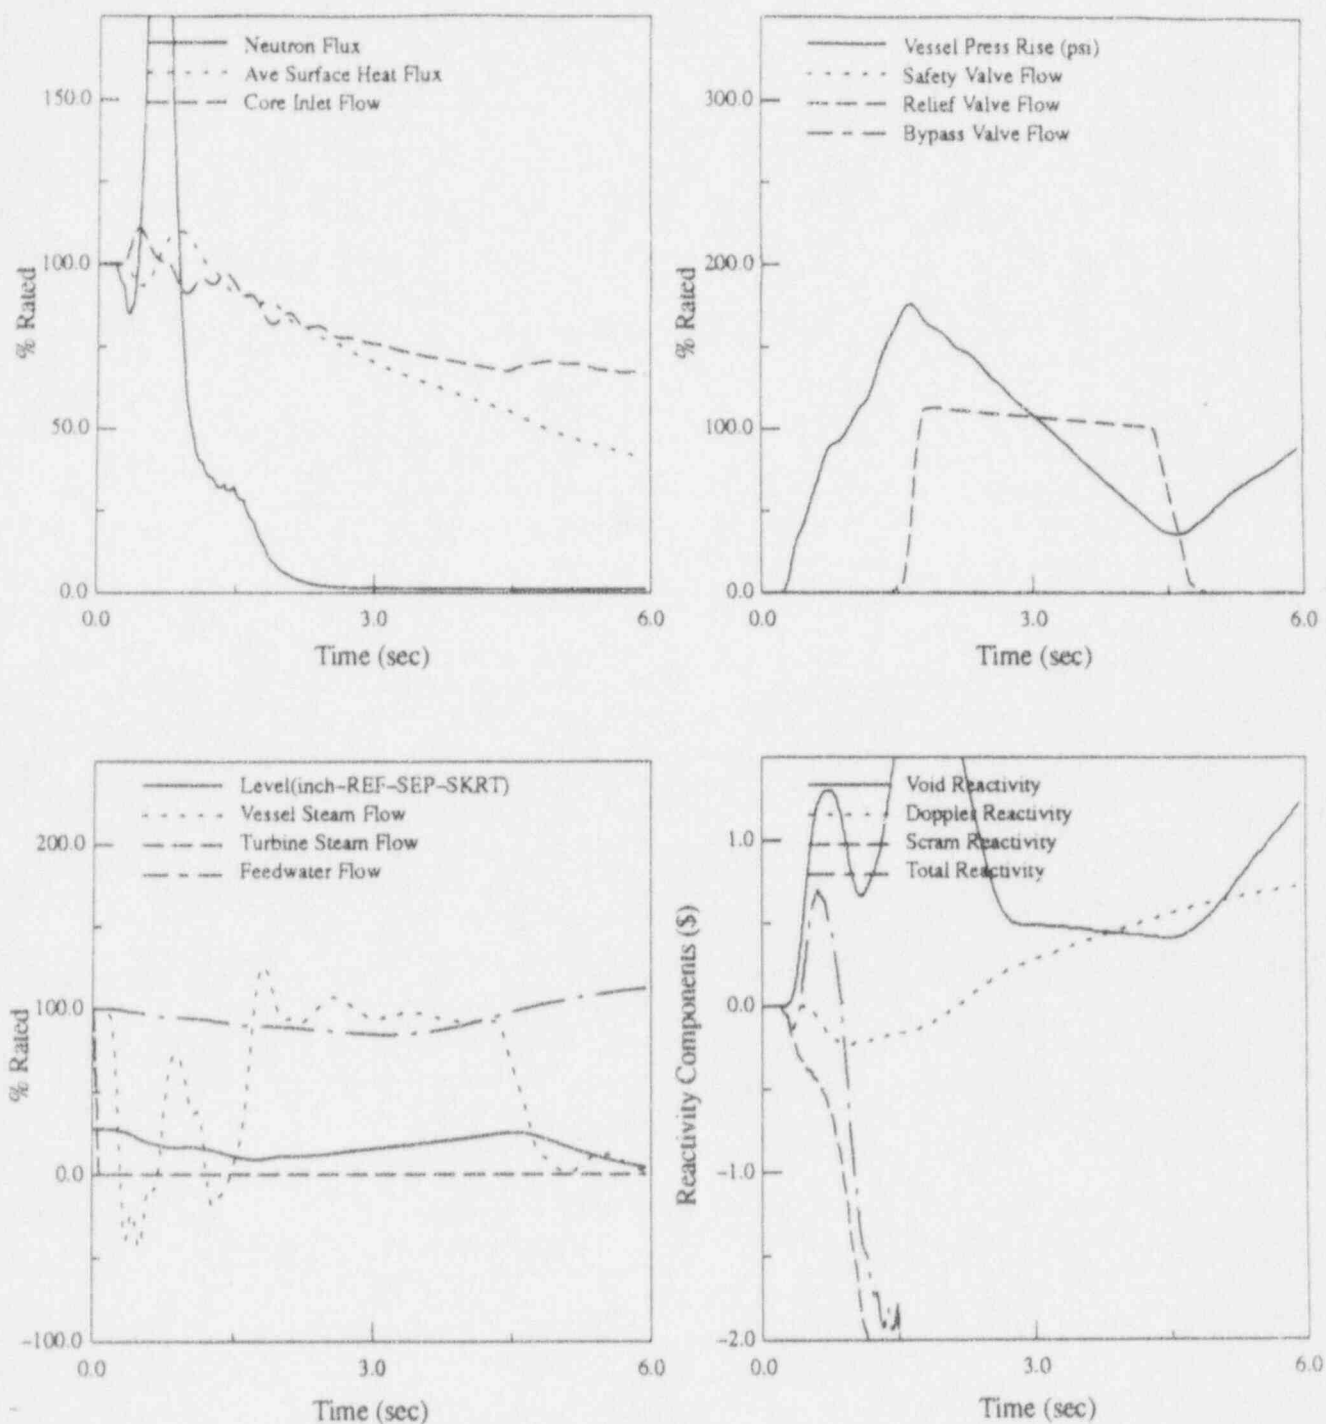 Neutron Flux
Ave Surface Heat Flux
Core Inlet Flow
150.0
100.0
50.0
0.0
% Rated
0.0 3.0 6.0
Time (sec)
Vessel Press Rise (psi)
Safety Valve Flow
Relief Valve Flow
Bypass Valve Flow
300.0
200.0
100.0
0.0
% Rated
0.0 3.0 6.0
Time (sec)
Level(inch-REF-SEP-SKRT)
Vessel Steam Flow
Turbine Steam Flow
Feedwater Flow
200.0
100.0
0.0
-100.0
% Rated
0.0 3.0 6.0
Time (sec)
Void Reactivity
Doppler Reactivity
Scram Reactivity
Total Reactivity
1.0
0.0
-1.0
-2.0
Reactivity Components ($)
0.0 3.0 6.0
Time (sec)